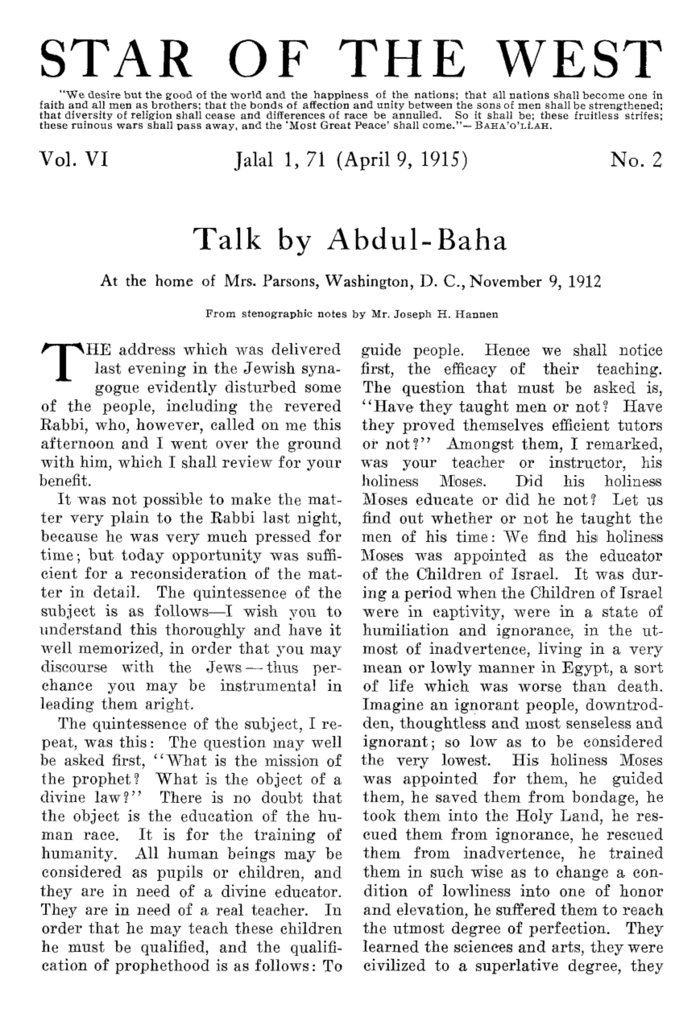 STAR OF THE WEST
"We desire but the good of the world and the happiness of the nations; that all nations shall become one in
faith and all men as brothers; that the bonds of affection and unity between the sons of men shall be strengthened;
that diversity of religion shall cease and differences of race be annulled. So it shall be; these fruitless strifes;
these ruinous wars shall pass away, and the 'Most Great Peace' shall come."—BAHA'O'LLAH.
Vol. VI Jalal 1, 71 (April 9, 1915) No. 2
Talk by Abdul-Baha
At the home of Mrs. Parsons, Washington, D. C., November 9, 1912
From stenographic notes by Mr. Joseph H. Hannen
THE address which was delivered
last evening in the Jewish syna-
gogue evidently disturbed some
of the people, including the revered
Rabbi, who, however, called on me this
afternoon and I went over the ground
with him, which I shall review for your
benefit.
It was not possible to make the mat-
ter very plain to the Rabbi last night,
because he was very much pressed for
time; but today opportunity was suffi-
cient for a reconsideration of the mat-
ter in detail. The quintessence of the
subject is as follows—I wish you to
understand this thoroughly and have it
well memorized, in order that you may
discourse with the Jews—thus per-
chance you may be instrumental in
leading them aright.
The quintessence of the subject, I re-
peat, was this: The question may well
be asked first, "What is the mission of
the prophet? What is the object of a
divine law?" There is no doubt that
the object is the education of the hu-
man race. It is for the training of
humanity. All human beings may be
considered as pupils or children, and
they are in need of a divine educator.
They are in need of a real teacher. In
order that he may teach these children
he must be qualified, and the qualifi-
cation of prophethood is as follows: To
guide people. Hence we shall notice
first, the efficacy of their teaching.
The question that must be asked is,
"Have they taught men or not? Have
they proved themselves efficient tutors
or not?" Amongst them, I remarked,
was your teacher or instructor, his
holiness Moses. Did his holiness
Moses educate or did he not? Let us
find out whether or not he taught the
men of his time: We find his holiness
Moses was appointed as the educator
of the Children of Israel. It was dur-
ing a period when the Children of Israel
were in captivity, were in a state of
humiliation and ignorance, in the ut-
most of inadvertence, living in a very
mean or lowly manner in Egypt, a sort
of life which was worse than death.
Imagine an ignorant people, downtrod-
den, thoughtless and most senseless and
ignorant; so low as to be considered
the very lowest. His holiness Moses
was appointed for them, he guided
them, he saved them from bondage, he
took them into the Holy Land, he res-
cued them from ignorance, he rescued
them from inadvertence, he trained
them in such wise as to change a con-
dition of lowliness into one of honor
and elevation, he suffered them to reach
the utmost degree of perfection. They
learned the sciences and arts, they were
civilized to a superlative degree, they